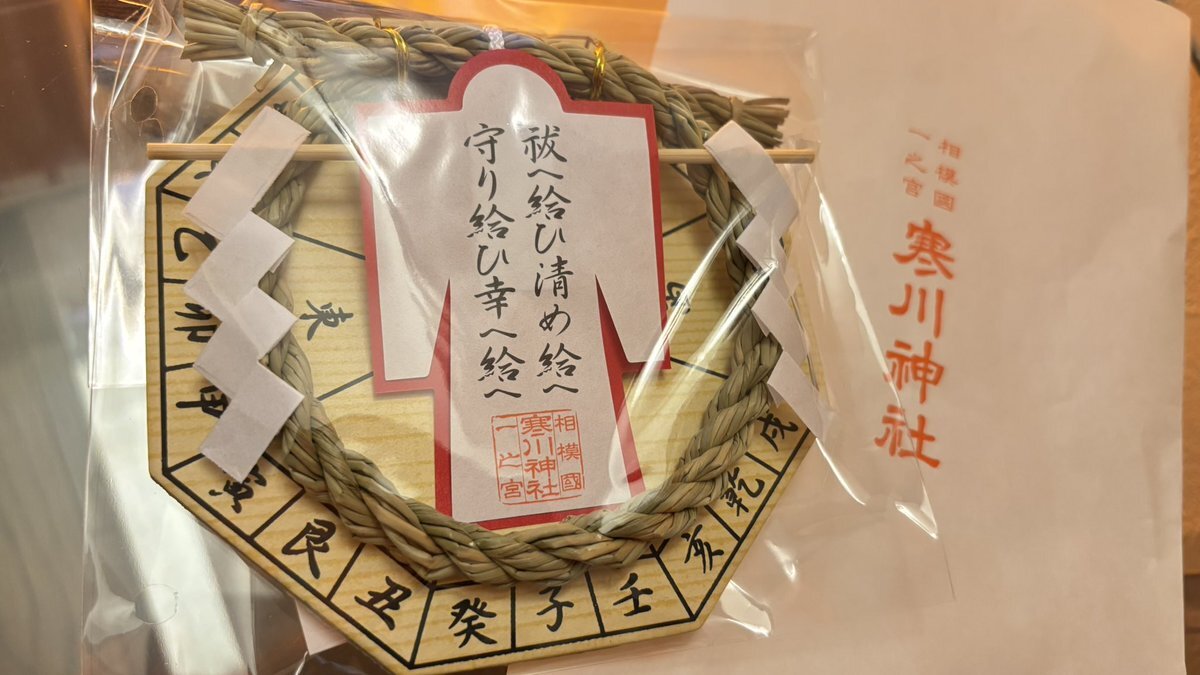 祓へ給ひ清め給へ
守り給ひ幸へ給へ
相模國
寒川神社
一之宮
東
乙
卯
甲
寅
艮
丑
癸
子
壬
亥
乾
戌
相模國
一之宮
寒川神社